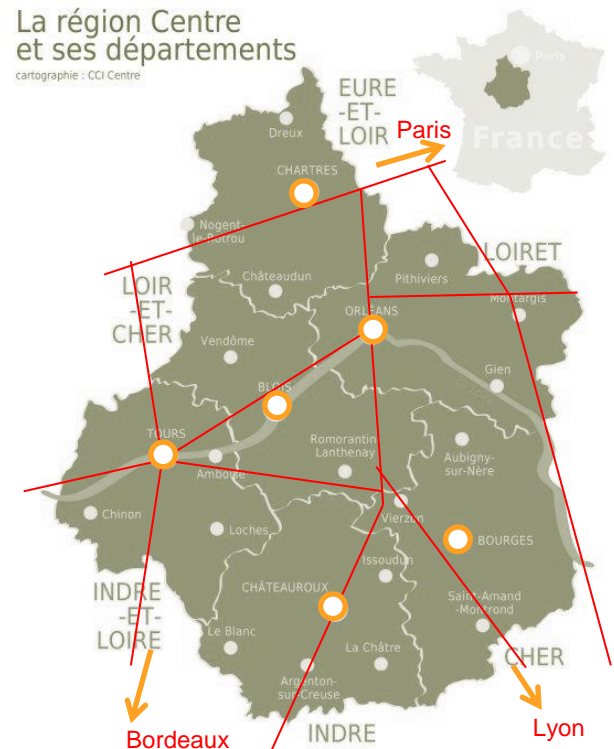 La région Centre
et ses départements
cartographie : CCI Centre
Paris
France
EURE
-ET-
LOIR
Paris
Dreux
CHARTRES
Nogent-
le-Rotrou
LOIRET
Pithiviers
Châteaudun
LOIR
-ET-
CHER
Montargis
ORLÉANS
Vendôme
Gien
La Loire
BLOIS
TOURS
Romorantin-
Lanthenay
Aubigny-
sur-Nère
Amboise
Chinon
Vierzon
Loches
BOURGES
Issoudun
INDRE
-ET-
LOIRE
CHÂTEAUROUX
Saint-Amand
-Montrond
Le Blanc
La Châtre
CHER
Argenton-
sur-Creuse
Lyon
Bordeaux
INDRE